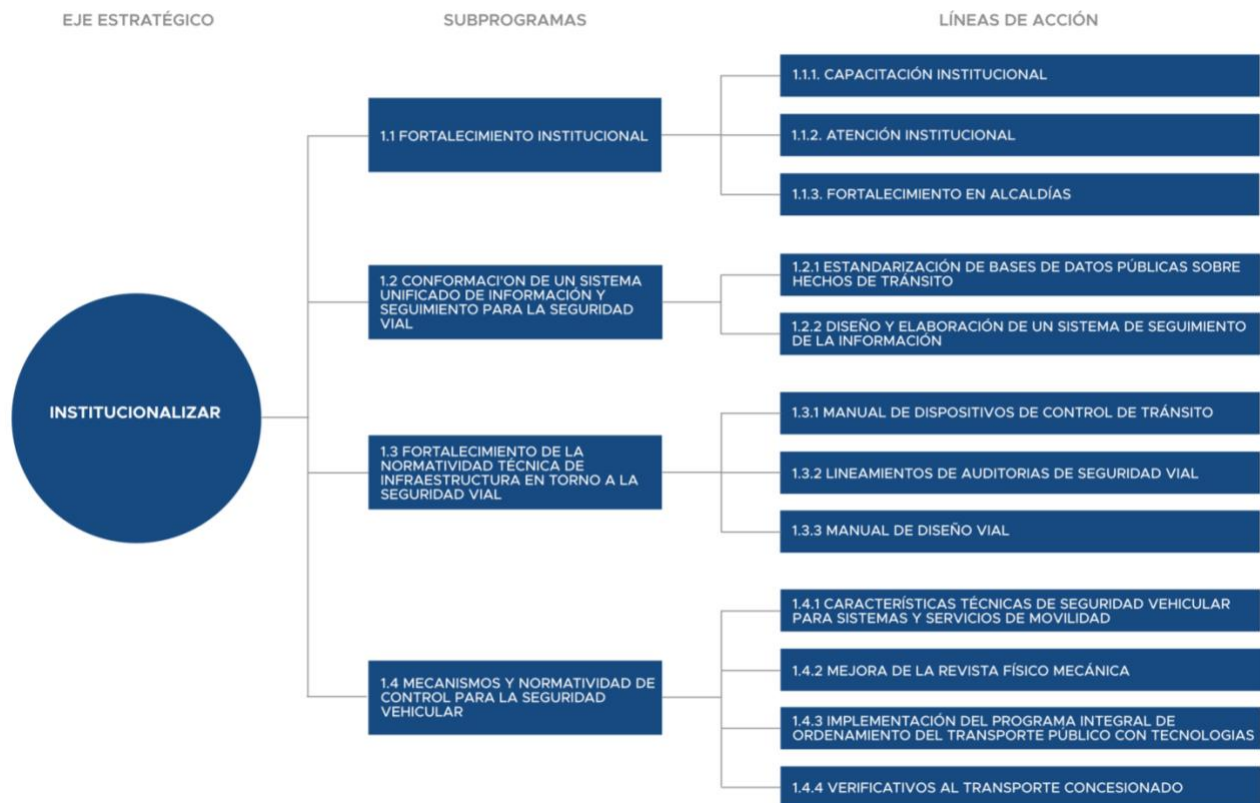 EJE ESTRATÉGICO
SUBPROGRAMAS
LÍNEAS DE ACCIÓN
INSTITUCIONALIZAR
1.1 FORTALECIMIENTO INSTITUCIONAL
1.1.1. CAPACITACIÓN INSTITUCIONAL
1.1.2. ATENCIÓN INSTITUCIONAL
1.1.3. FORTALECIMIENTO EN ALCALDÍAS
1.2 CONFORMACI'ON DE UN SISTEMA
UNIFICADO DE INFORMACIÓN Y
SEGUIMIENTO PARA LA SEGURIDAD
VIAL
1.2.1 ESTANDARIZACIÓN DE BASES DE DATOS PÚBLICAS SOBRE
HECHOS DE TRÁNSITO
1.2.2 DISEÑO Y ELABORACIÓN DE UN SISTEMA DE SEGUIMIENTO
DE LA INFORMACIÓN
1.3 FORTALECIMIENTO DE LA
NORMATIVIDAD TÉCNICA DE
INFRAESTRUCTURA EN TORNO A LA
SEGURIDAD VIAL
1.3.1 MANUAL DE DISPOSITIVOS DE CONTROL DE TRÁNSITO
1.3.2 LINEAMIENTOS DE AUDITORIAS DE SEGURIDAD VIAL
1.3.3 MANUAL DE DISEÑO VIAL
1.4 MECANISMOS Y NORMATIVIDAD DE
CONTROL PARA LA SEGURIDAD
VEHICULAR
1.4.1 CARACTERÍSTICAS TÉCNICAS DE SEGURIDAD VEHICULAR
PARA SISTEMAS Y SERVICIOS DE MOVILIDAD
1.4.2 MEJORA DE LA REVISTA FÍSICO MECÁNICA
1.4.3 IMPLEMENTACIÓN DEL PROGRAMA INTEGRAL DE
ORDENAMIENTO DEL TRANSPORTE PÚBLICO CON TECNOLOGIAS
1.4.4 VERIFICATIVOS AL TRANSPORTE CONCESIONADO